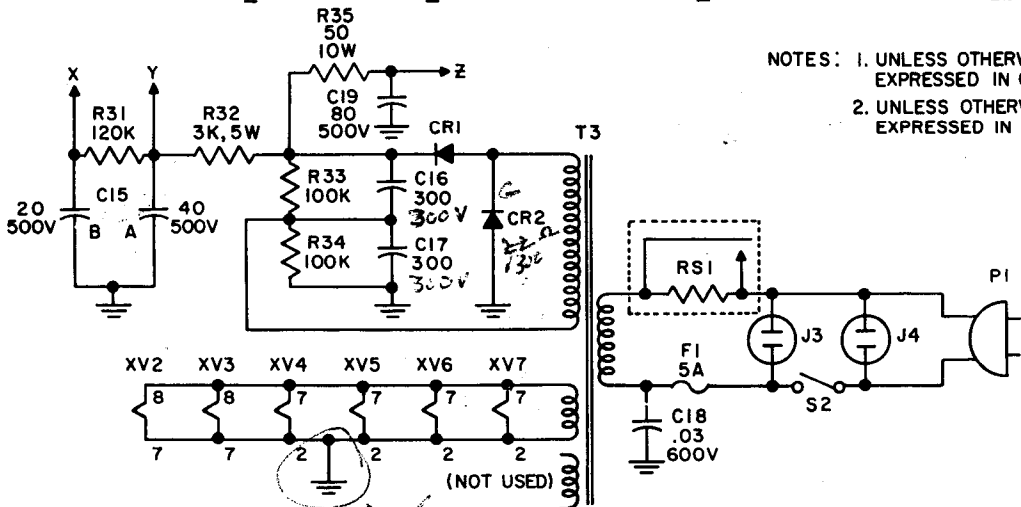 R35
50
10W
Z
X
Y
C19
80
500V
R31
120K
R32
3K, 5W
CR1
T3
NOTES: 1. UNLESS OTHERW
EXPRESSED IN
2. UNLESS OTHERW
EXPRESSED IN
R33
100K
C16
300
300V
G
CR2
20
500V
B
C15
A
40
500V
R34
100K
C17
300
300V
RS1
P1
J3
J4
F1
5A
S2
C18
.03
600V
XV2
XV3
XV4
XV5
XV6
XV7
8
8
7
7
7
7
7
7
2
2
2
2
(NOT USED)